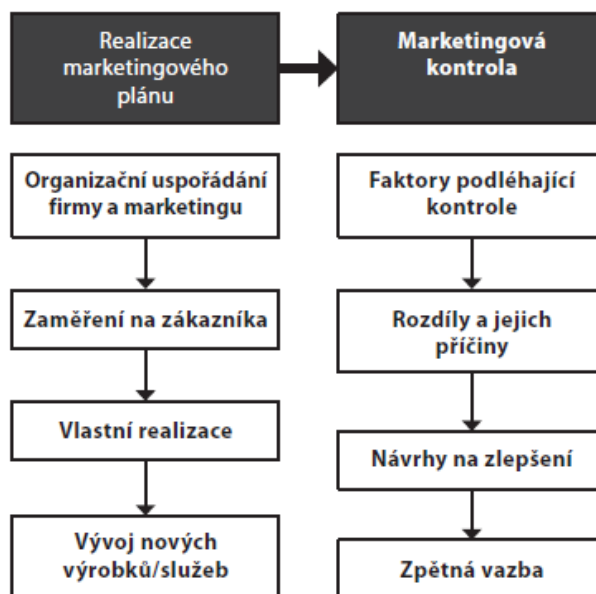 Realizace
marketingového
plánu
Marketingová
kontrola
Organizační uspořádání
firmy a marketingu
Zaměření na zákazníka
Vlastní realizace
Vývoj nových
výrobků/služeb
Faktory podléhající
kontrole
Rozdíly a jejich
příčiny
Návrhy na zlepšení
Zpětná vazba